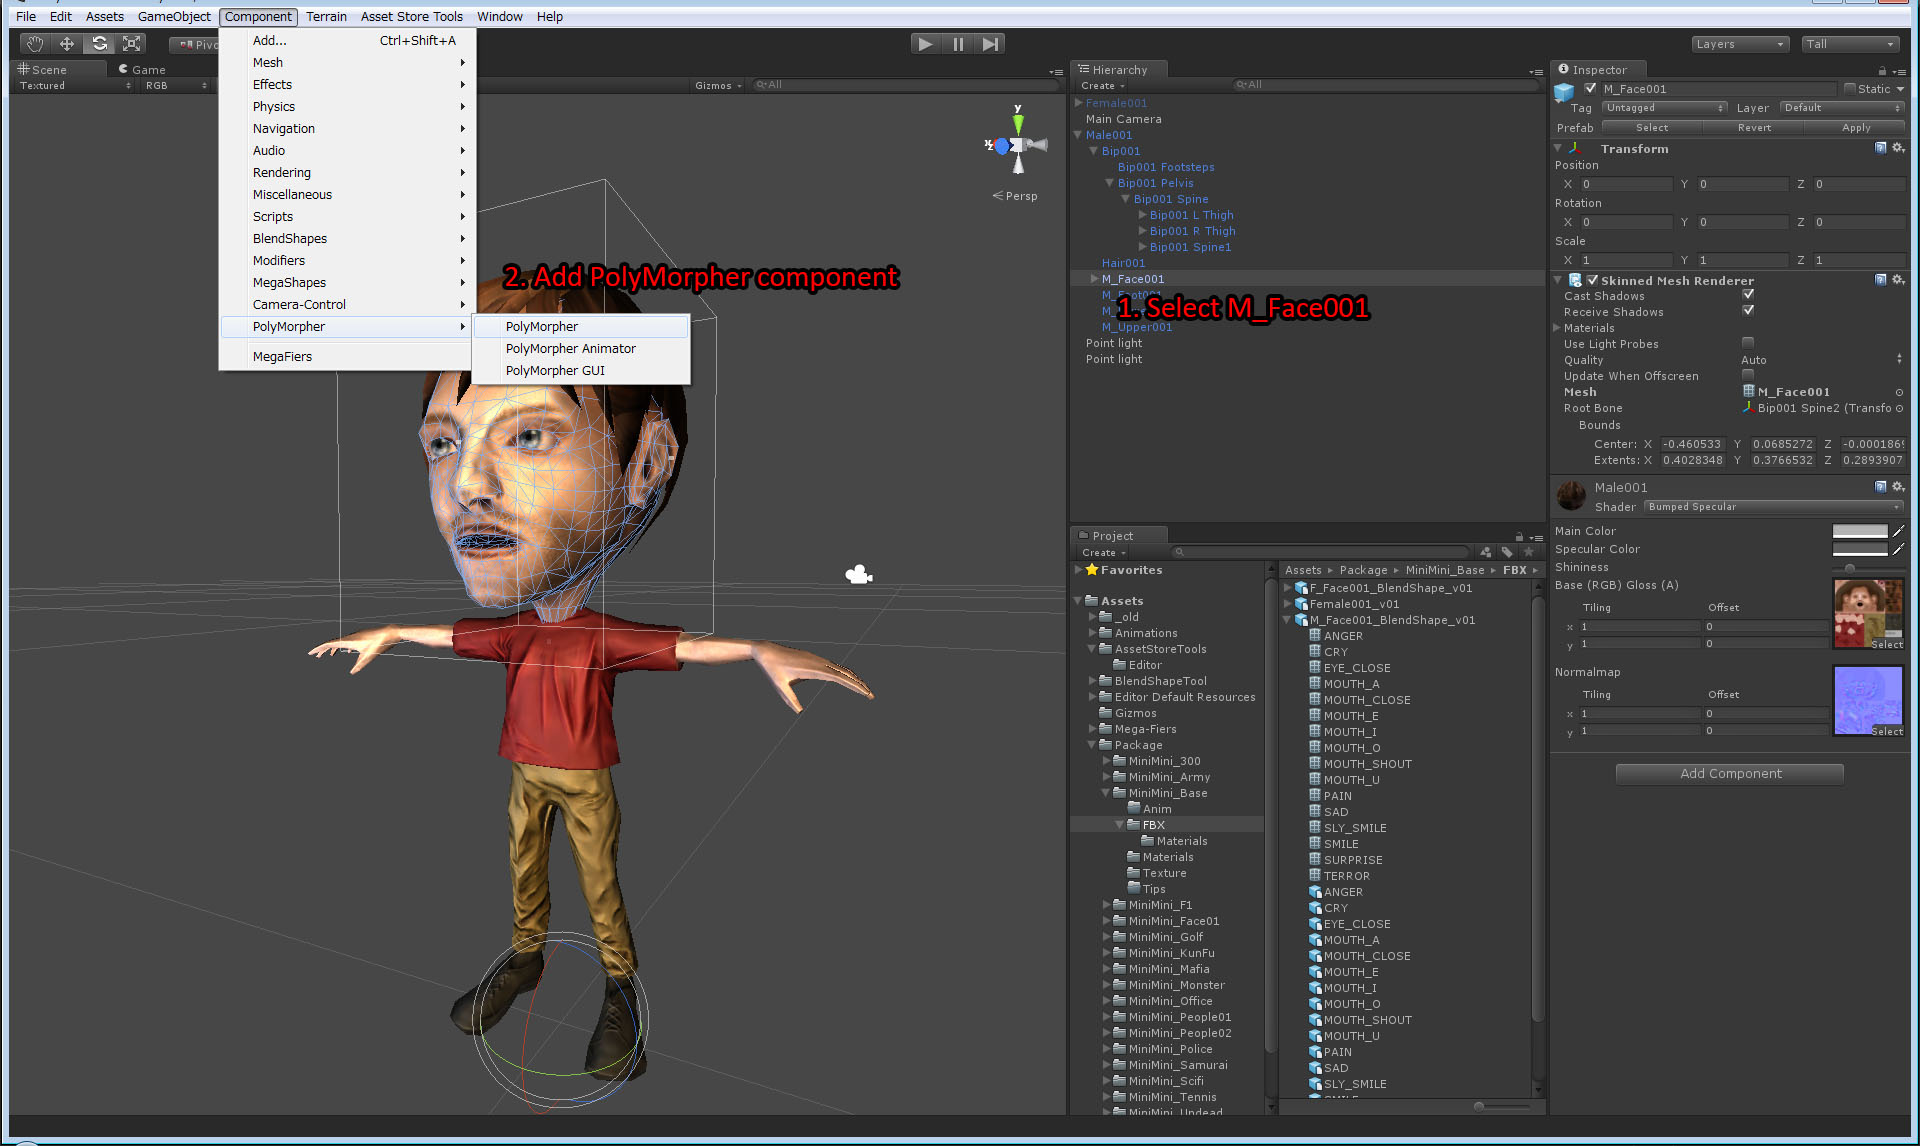 File Edit Assets GameObject Component Terrain Asset Store Tools Window Help
Layers
Tall
Scene
Game
Textured
RGB
Gizmos
All
Add... Ctrl+Shift+A
Mesh
Effects
Physics
Navigation
Audio
Rendering
Miscellaneous
Scripts
BlendShapes
Modifiers
MegaShapes
Camera-Control
PolyMorpher
MegaFiers
PolyMorpher
PolyMorpher Animator
PolyMorpher GUI
2. Add PolyMorpher component
y
Persp
Hierarchy
Create
All
Female001
Main Camera
Male001
Bip001
Bip001 Footsteps
Bip001 Pelvis
Bip001 Spine
Bip001 L Thigh
Bip001 R Thigh
Bip001 Spine1
Hair001
M_Face001
1. Select M_Face001
M_Upper001
Point light
Point light
Project
Create
Favorites
Assets
_old
Animations
AssetStoreTools
Editor
BlendShapeTool
Editor Default Resources
Gizmos
Mega-Fiers
Package
MiniMini_300
MiniMini_Army
MiniMini_Base
Anim
FBX
Materials
Materials
Texture
Tips
MiniMini_F1
MiniMini_Face01
MiniMini_Golf
MiniMini_KunFu
MiniMini_Mafia
MiniMini_Monster
MiniMini_Office
MiniMini_People01
MiniMini_People02
MiniMini_Police
MiniMini_Samurai
MiniMini_Scifi
MiniMini_Tennis
MiniMini_Undead
Assets Package MiniMini_Base FBX
F_Face001_BlendShape_v01
Female001_v01
M_Face001_BlendShape_v01
ANGER
CRY
EYE_CLOSE
MOUTH_A
MOUTH_CLOSE
MOUTH_E
MOUTH_I
MOUTH_O
MOUTH_SHOUT
MOUTH_U
PAIN
SAD
SLY_SMILE
SMILE
SURPRISE
TERROR
ANGER
CRY
EYE_CLOSE
MOUTH_A
MOUTH_CLOSE
MOUTH_E
MOUTH_I
MOUTH_O
MOUTH_SHOUT
MOUTH_U
PAIN
SAD
SLY_SMILE
Inspector
M_Face001 Static
Tag Untagged Layer Default
Prefab Select Revert Apply
Transform
Position
X 0 Y 0 Z 0
Rotation
X 0 Y 0 Z 0
Scale
X 1 Y 1 Z 1
Skinned Mesh Renderer
Cast Shadows
Receive Shadows
Materials
Use Light Probes
Quality Auto
Update When Offscreen
Mesh M_Face001
Root Bone Bip001 Spine2 (Transfo
Bounds
Center: X -0.460533 Y 0.0685272 Z -0.000186
Extents: X 0.4028348 Y 0.3766532 Z 0.2893907
Male001
Shader Bumped Specular
Main Color
Specular Color
Shininess
Base (RGB) Gloss (A)
Tiling Offset
x 1 0
y 1 0
Select
Normalmap
Tiling Offset
x 1 0
y 1 0
Select
Add Component